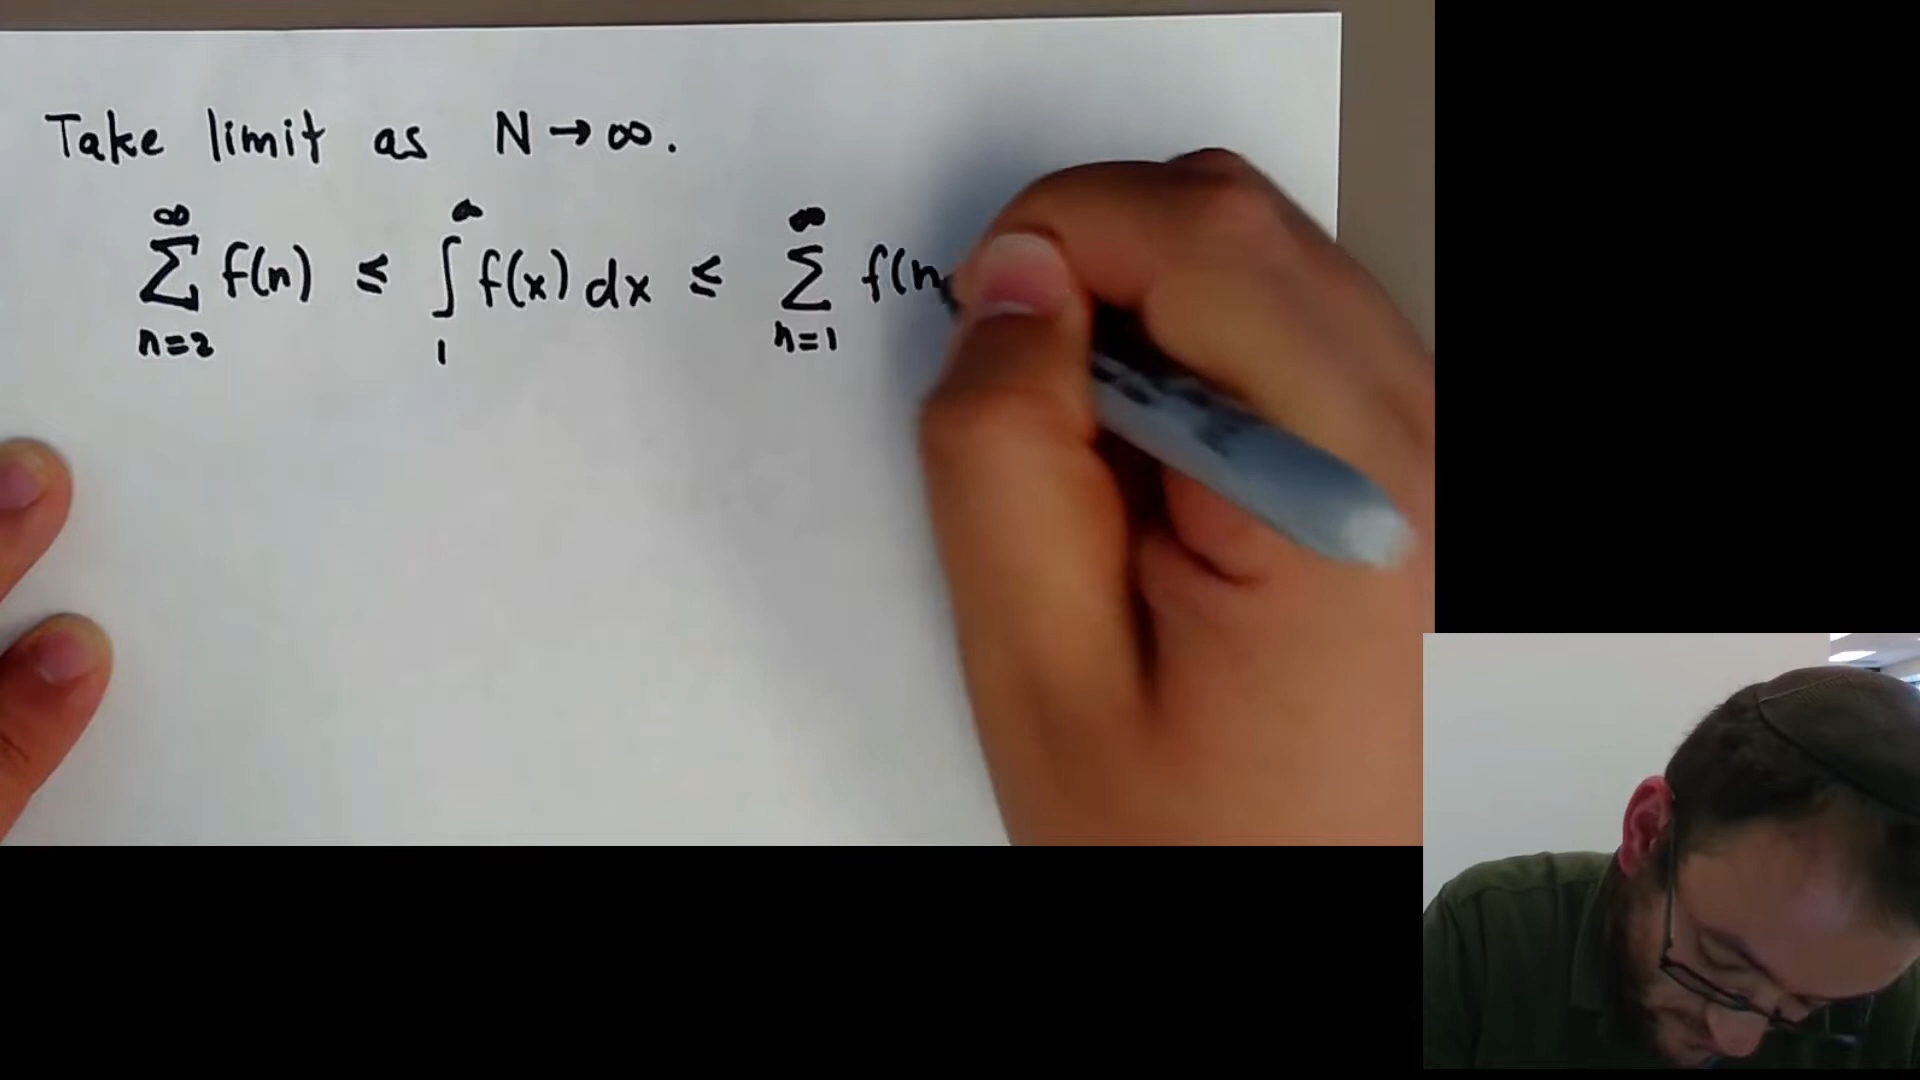 Take limit as N → ∞.
∞ ∑ n=2 f(n) ≤ ∫ 1 ∞ f(x) dx ≤ ∞ ∑ n=1 f(n